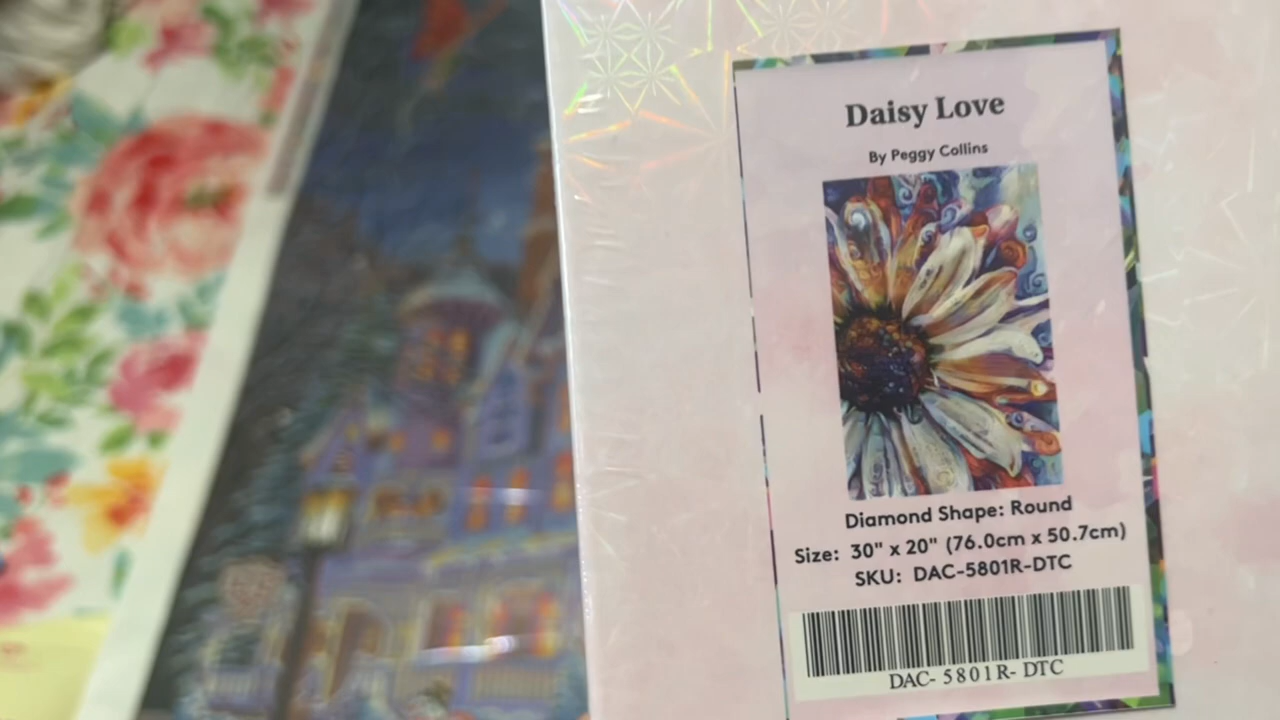 Daisy Love
By Peggy Collins
Diamond Shape: Round
Size: 30" x 20" (76.0cm x 50.7cm)
SKU: DAC-5801R-DTC
DAC- 5801R- DTC